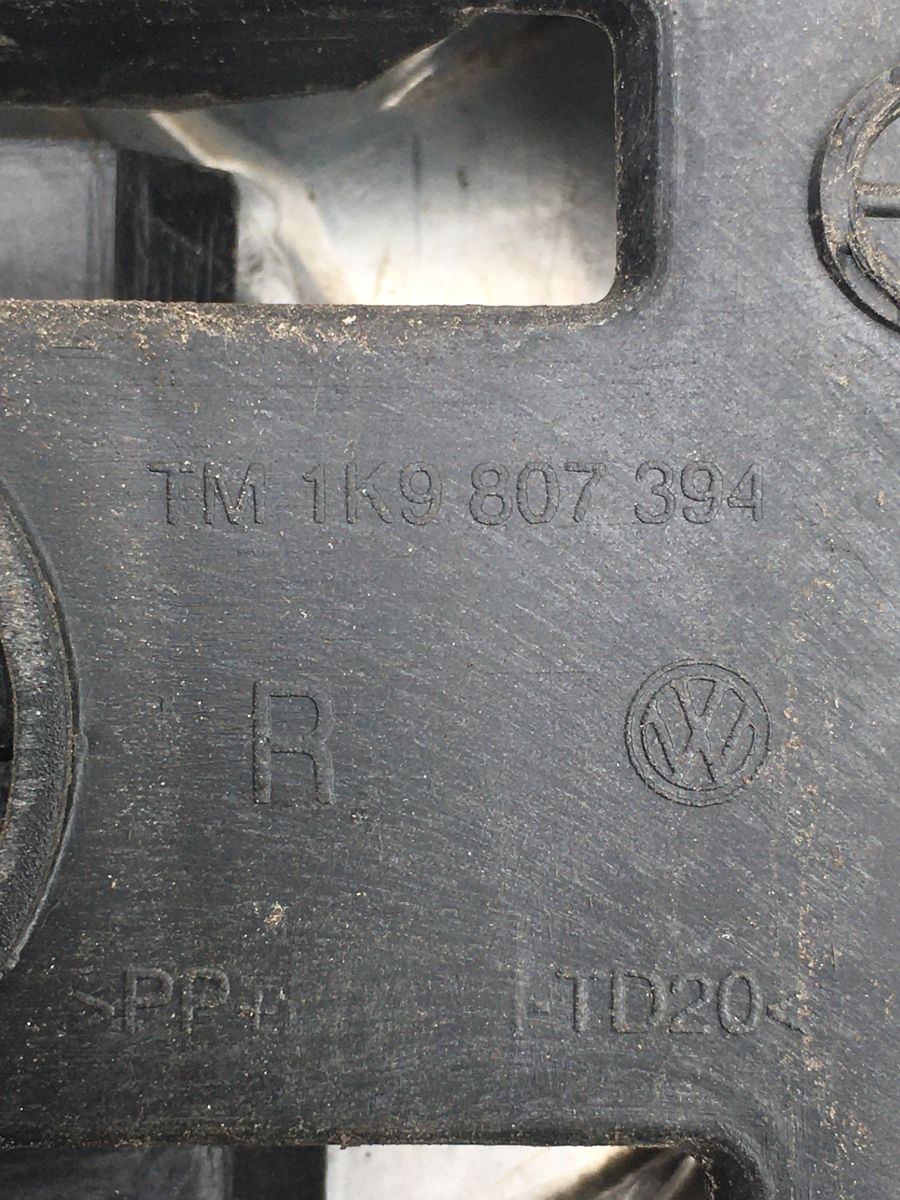 TM 1K9 807 394
R
>PP+ -TD20<